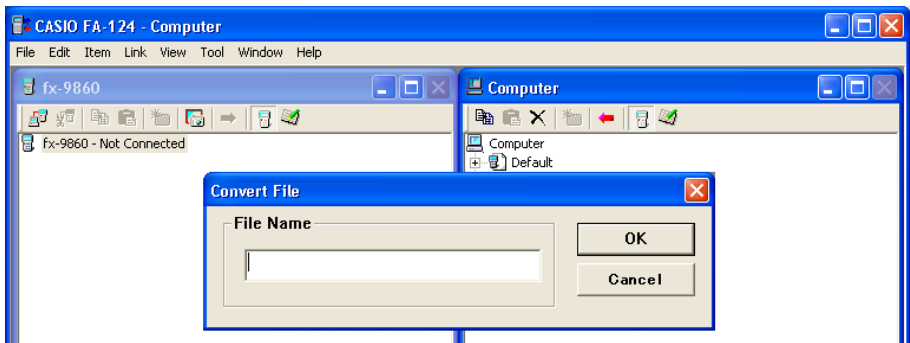 CASIO FA-124 - Computer
File Edit Item Link View Tool Window Help
fx-9860
Computer
fx-9860 - Not Connected
Computer
Default
Convert File
File Name
OK
Cancel